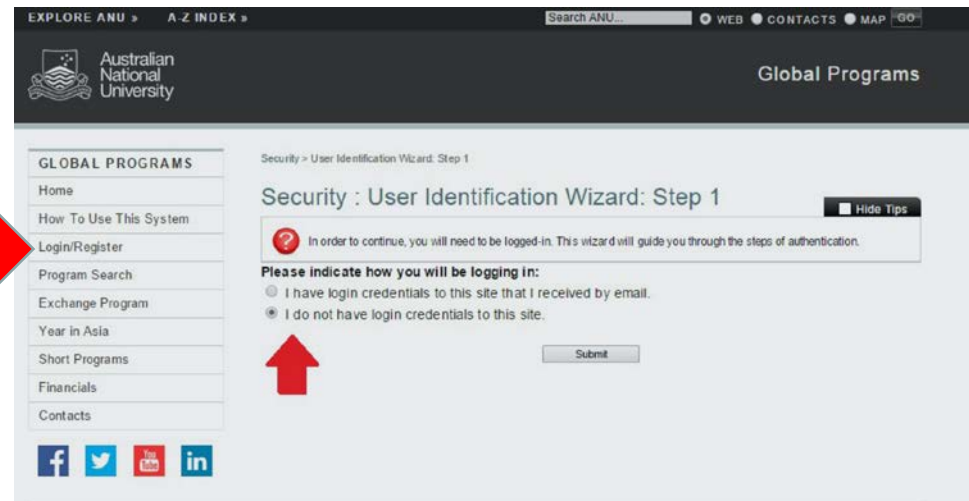 EXPLORE ANU » A-Z INDEX »
Search ANU... WEB CONTACTS MAP GO
Australian
National
University
Global Programs
GLOBAL PROGRAMS
Home
How To Use This System
Login/Register
Program Search
Exchange Program
Year in Asia
Short Programs
Financials
Contacts
f You Tube in
Security > User Identification Wizard: Step 1
Security : User Identification Wizard: Step 1
Hide Tips
? In order to continue, you will need to be logged-in. This wizard will guide you through the steps of authentication.
Please indicate how you will be logging in:
I have login credentials to this site that I received by email.
I do not have login credentials to this site.
Submit